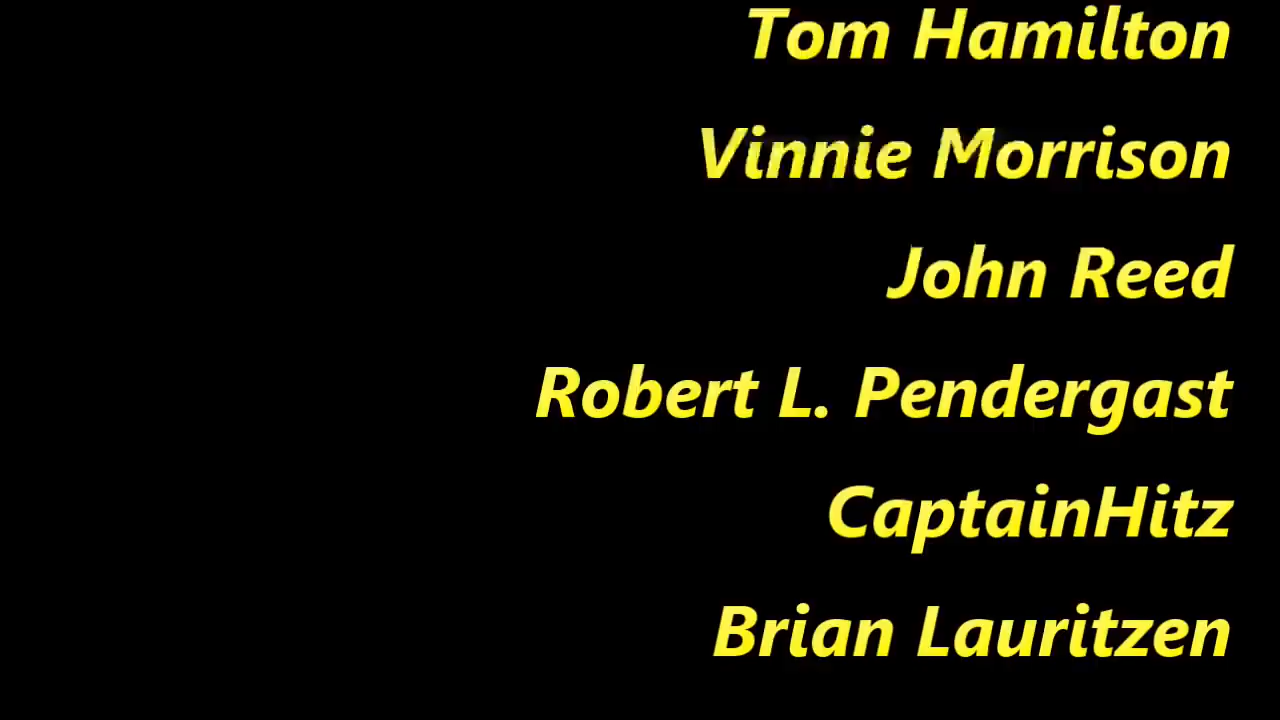 Tom Hamilton
Vinnie Morrison
John Reed
Robert L. Pendergast
CaptainHitz
Brian Lauritzen